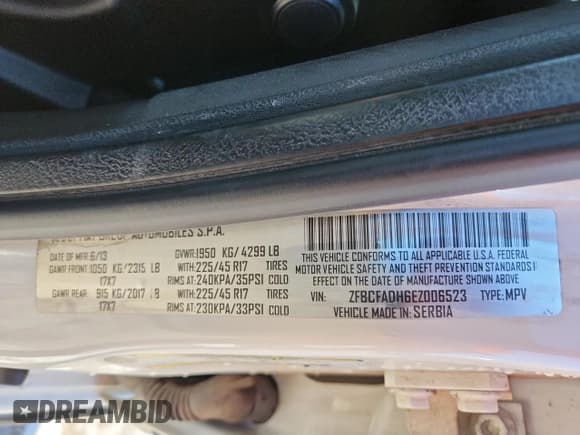 GROUP AUTOMOBILES S.P.A.
DATE OF MFR: 6/13 GVWR: 1950 KG/4299 LB
GAWR FRONT: 1050 KG/2315 LB WITH: 225/45 R17 TIRES
17X7 RIMS AT: 240KPA/35PSI COLD
GAWR REAR: 915 KG/2017 LB WITH: 225/45 R17 TIRES
17X7 RIMS AT: 230KPA/33PSI COLD
THIS VEHICLE CONFORMS TO ALL APPLICABLE U.S.A. FEDERAL
MOTOR VEHICLE SAFETY AND THEFT PREVENTION STANDARDS I
EFFECT ON THE DATE OF MANUFACTURE SHOWN ABOVE
VIN: ZFBCFADH6EZ006523 TYPE: MPV
VEHICLE MADE IN: SERBIA
DREAMBID